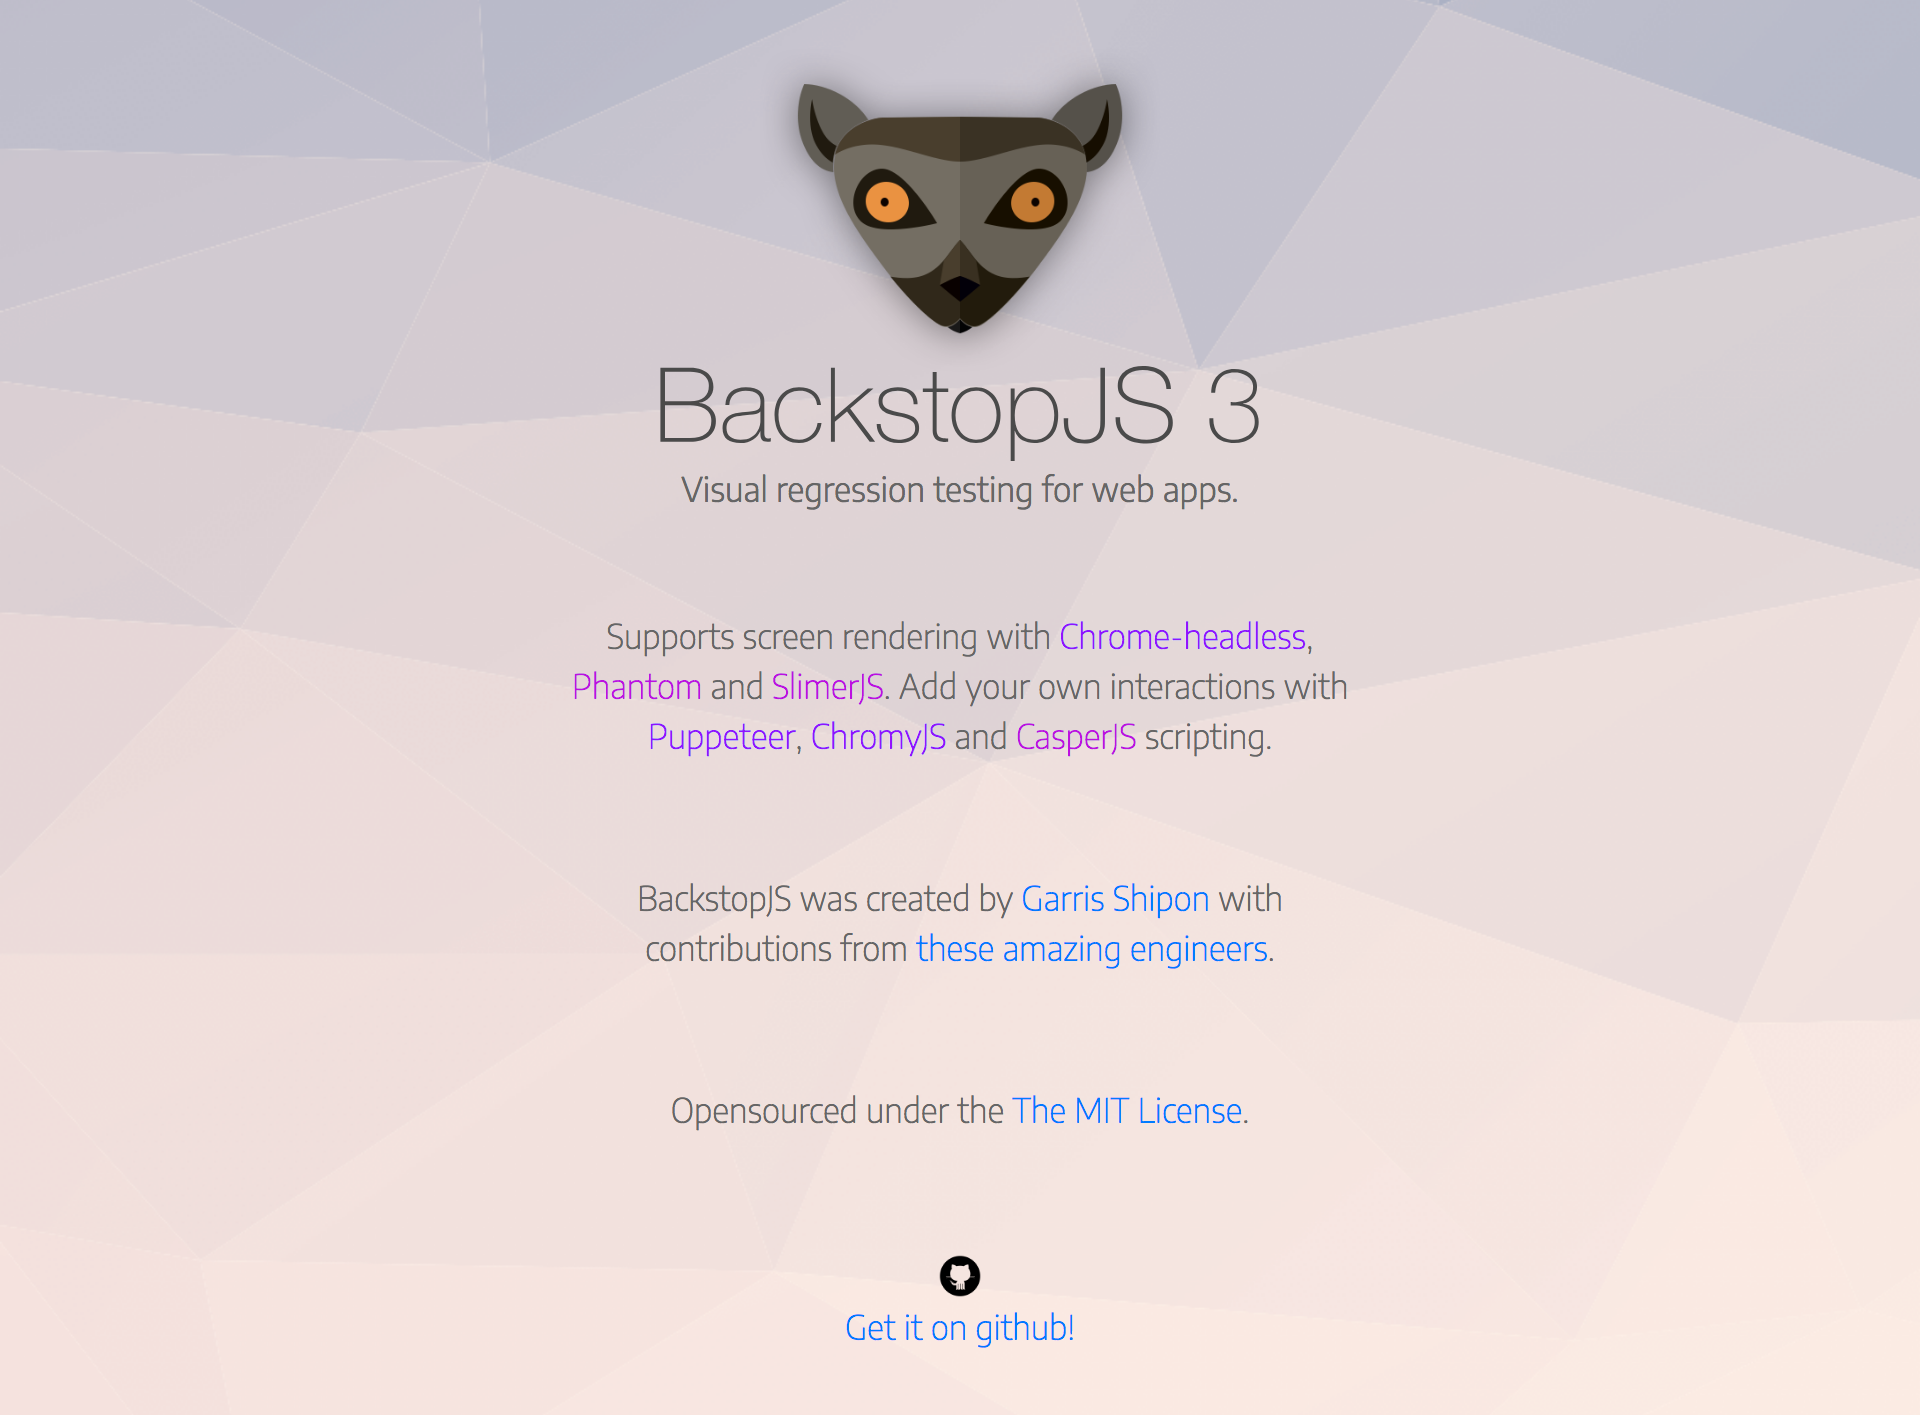 BackstopJS 3
Visual regression testing for web apps.
Supports screen rendering with Chrome-headless,
Phantom and SlimerJS. Add your own interactions with
Puppeteer, ChromyJS and CasperJS scripting.
BackstopJS was created by Garris Shipon with
contributions from these amazing engineers.
Opensourced under the The MIT License.
Get it on github!